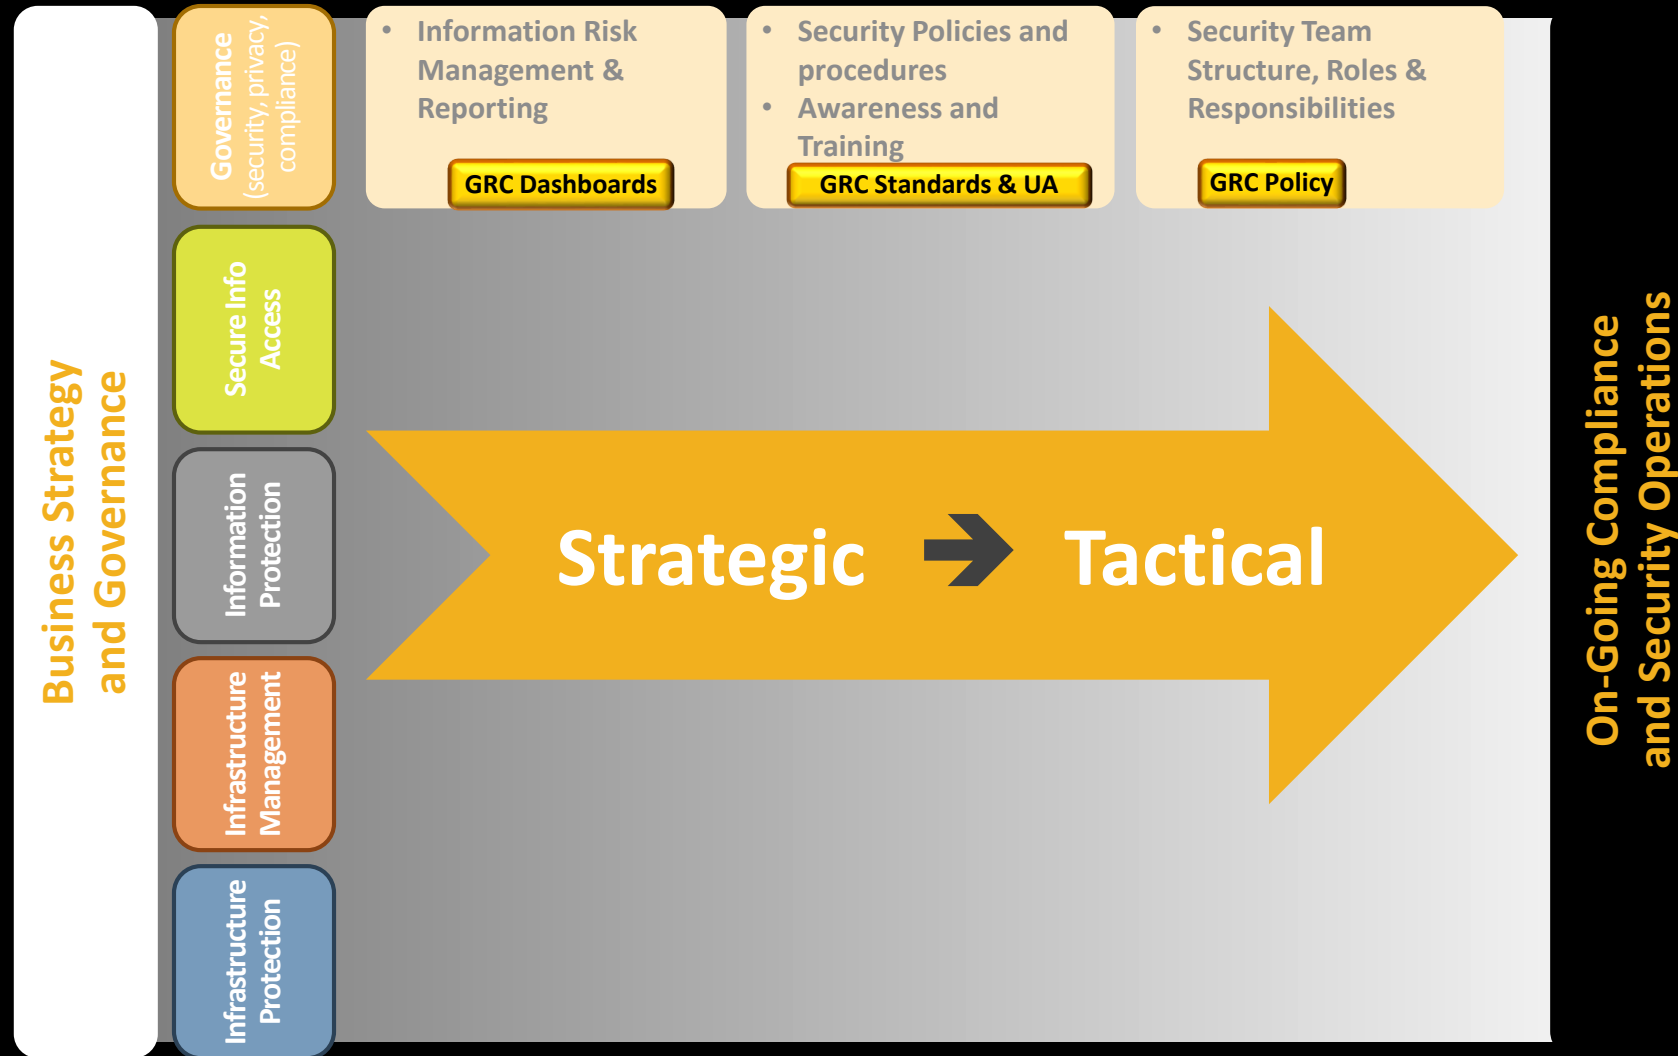 Business Strategy
and Governance
Governance
(security, privacy,
compliance)
• Information Risk
Management &
Reporting
GRC Dashboards
• Security Policies and
procedures
• Awareness and
Training
GRC Standards & UA
• Security Team
Structure, Roles &
Responsibilities
GRC Policy
Secure Info
Access
Information
Protection
Infrastructure
Management
Infrastructure
Protection
Strategic ➔ Tactical
On-Going Compliance
and Security Operations